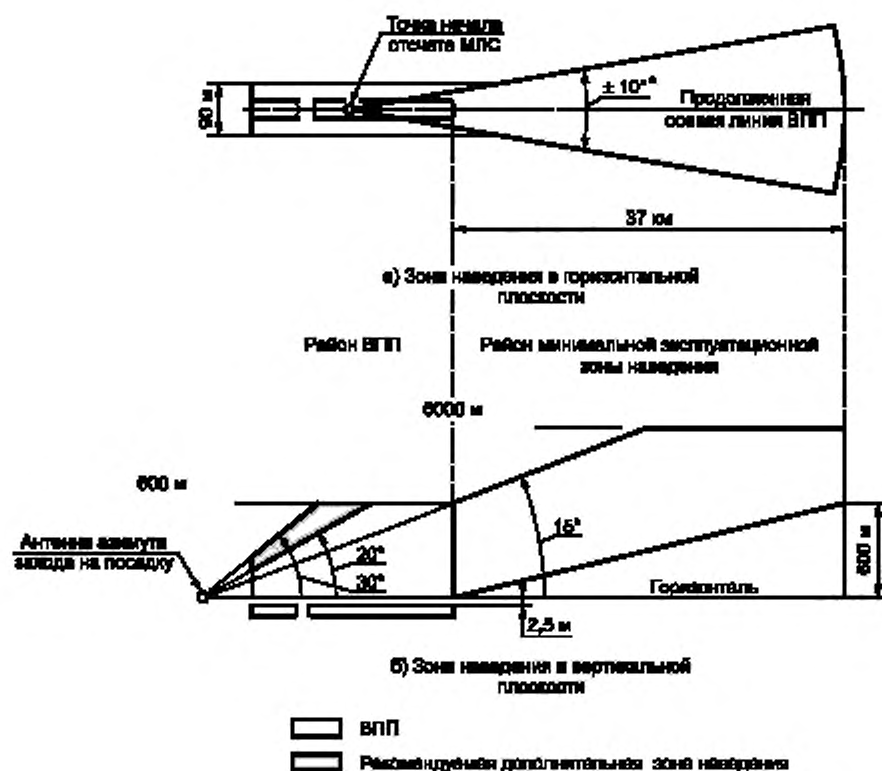 Точка начала
отсчета МЛС
90 м
± 10° *
Продолженная
осевая линия ВПП
37 км
а) Зона наведения в горизонтальной
плоскости
Район ВПП
Район минимальной эксплуатационной
зоны наведения
6000 м
600 м
Антенна азимута
захода на посадку
20°
30°
15°
Горизонталь
600 м
2,5 м
б) Зона наведения в вертикальной
плоскости
ВПП
Рекомендуемая дополнительная зона наведения